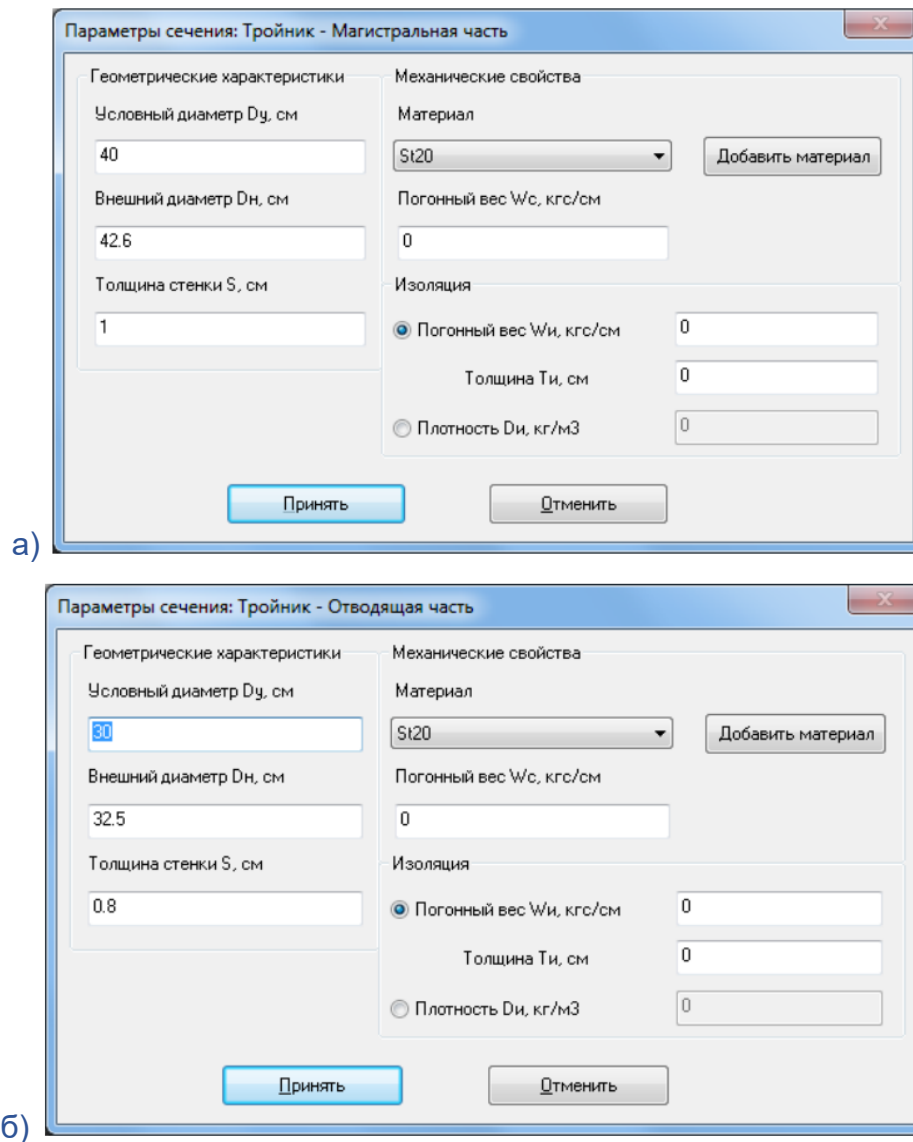 Параметры сечения: Тройник - Магистральная часть
Геометрические характеристики
Механические свойства
Условный диаметр Dу, см
Материал
40
St20
Добавить материал
Внешний диаметр Dн, см
Погонный вес Wс, кгс/см
42.6
0
Толщина стенки S, см
Изоляция
1
Погонный вес Wи, кгс/см
0
Толщина Tи, см
0
Плотность Dи, кг/м3
0
Принять
Отменить
а)
Параметры сечения: Тройник - Отводящая часть
Геометрические характеристики
Механические свойства
Условный диаметр Dу, см
Материал
30
St20
Добавить материал
Внешний диаметр Dн, см
Погонный вес Wс, кгс/см
32.5
0
Толщина стенки S, см
Изоляция
0.8
Погонный вес Wи, кгс/см
0
Толщина Tи, см
0
Плотность Dи, кг/м3
0
Принять
Отменить
б)